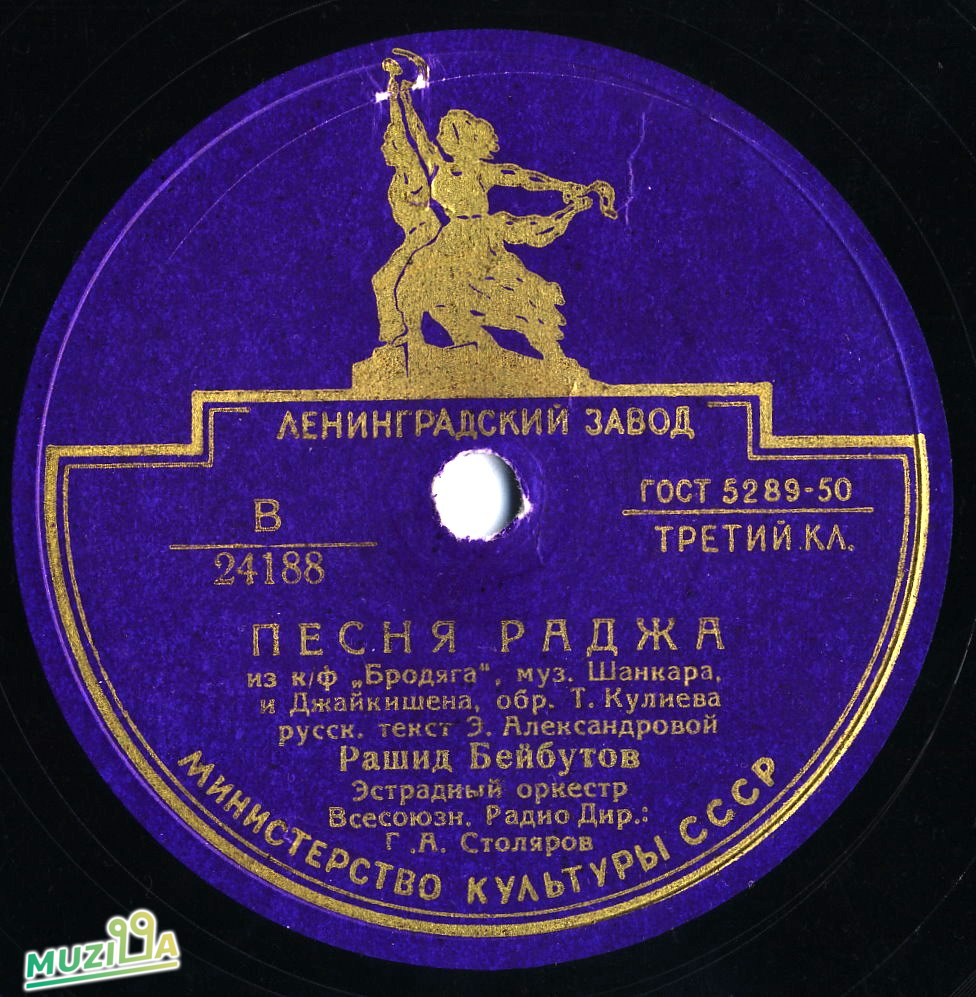 ЛЕНИНГРАДСКИЙ ЗАВОД
В
24188
ГОСТ 5289-50
ТРЕТИЙ КЛ.
ПЕСНЯ РАДЖА
из к/ф „Бродяга“, муз. Шанкара,
и Джайкишена, обр. Т. Кулиева
русск. текст Э. Александровой
Рашид Бейбутов
Эстрадный оркестр
Всесоюзн. Радио Дир.:
Г.А. Столяров
МИНИСТЕРСТВО КУЛЬТУРЫ СССР
MUZI99A